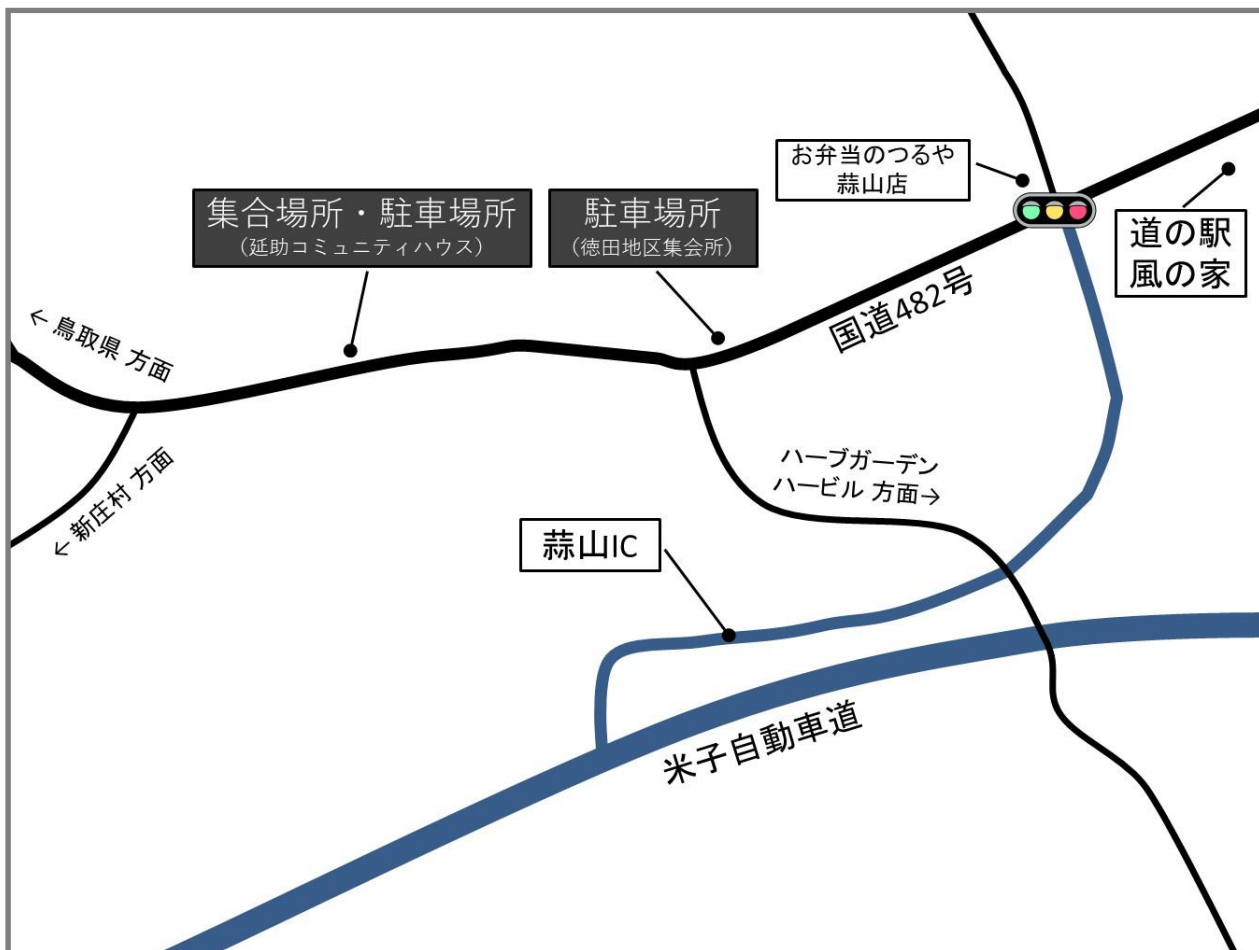 お弁当のつるや
蒜山店
集合場所・駐車場所
（延助コミュニティハウス）
駐車場所
（徳田地区集会所）
道の駅
風の家
国道482号
← 鳥取県 方面
← 新庄村 方面
ハーブガーデン
ハービル 方面→
蒜山IC
米子自動車道